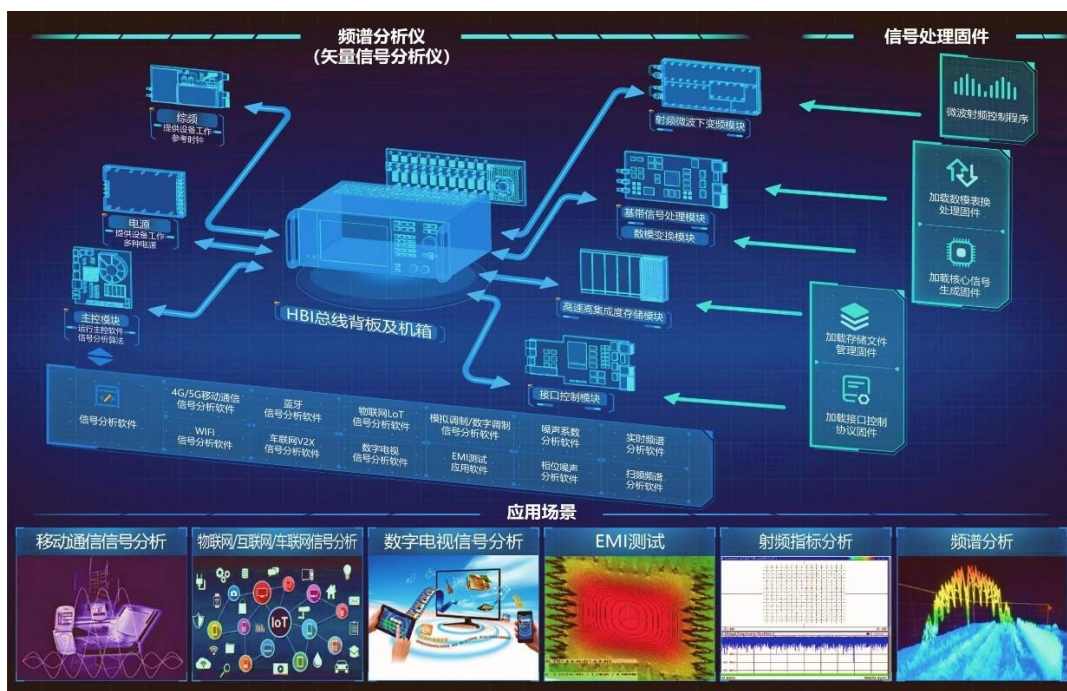 频谱分析仪
(矢量信号分析仪)
信号处理固件
综频
提供设备工作
参考时钟
电源
提供设备工作
多种电源
主控模块
运行主控软件
信号分析算法
HBI总线背板及机箱
射频微波下变频模块
基带信号处理模块
数模变换模块
高速高集成度存储模块
接口控制模块
微波射频控制程序
加载数模表换
处理固件
加载核心信号
生成固件
加载存储文件
管理固件
加载接口控制
协议固件
信号分析软件
4G/5G移动通信
信号分析软件
蓝牙
信号分析软件
物联网LoT
信号分析软件
模拟调制/数字调制
信号分析软件
噪声系数
分析软件
实时频谱
分析软件
WIFI
信号分析软件
车联网V2X
信号分析软件
数字电视
信号分析软件
EMI测试
应用软件
相位噪声
分析软件
扫频频谱
分析软件
应用场景
移动通信信号分析
物联网/互联网/车联网信号分析
数字电视信号分析
EMI测试
射频指标分析
频谱分析
IoT